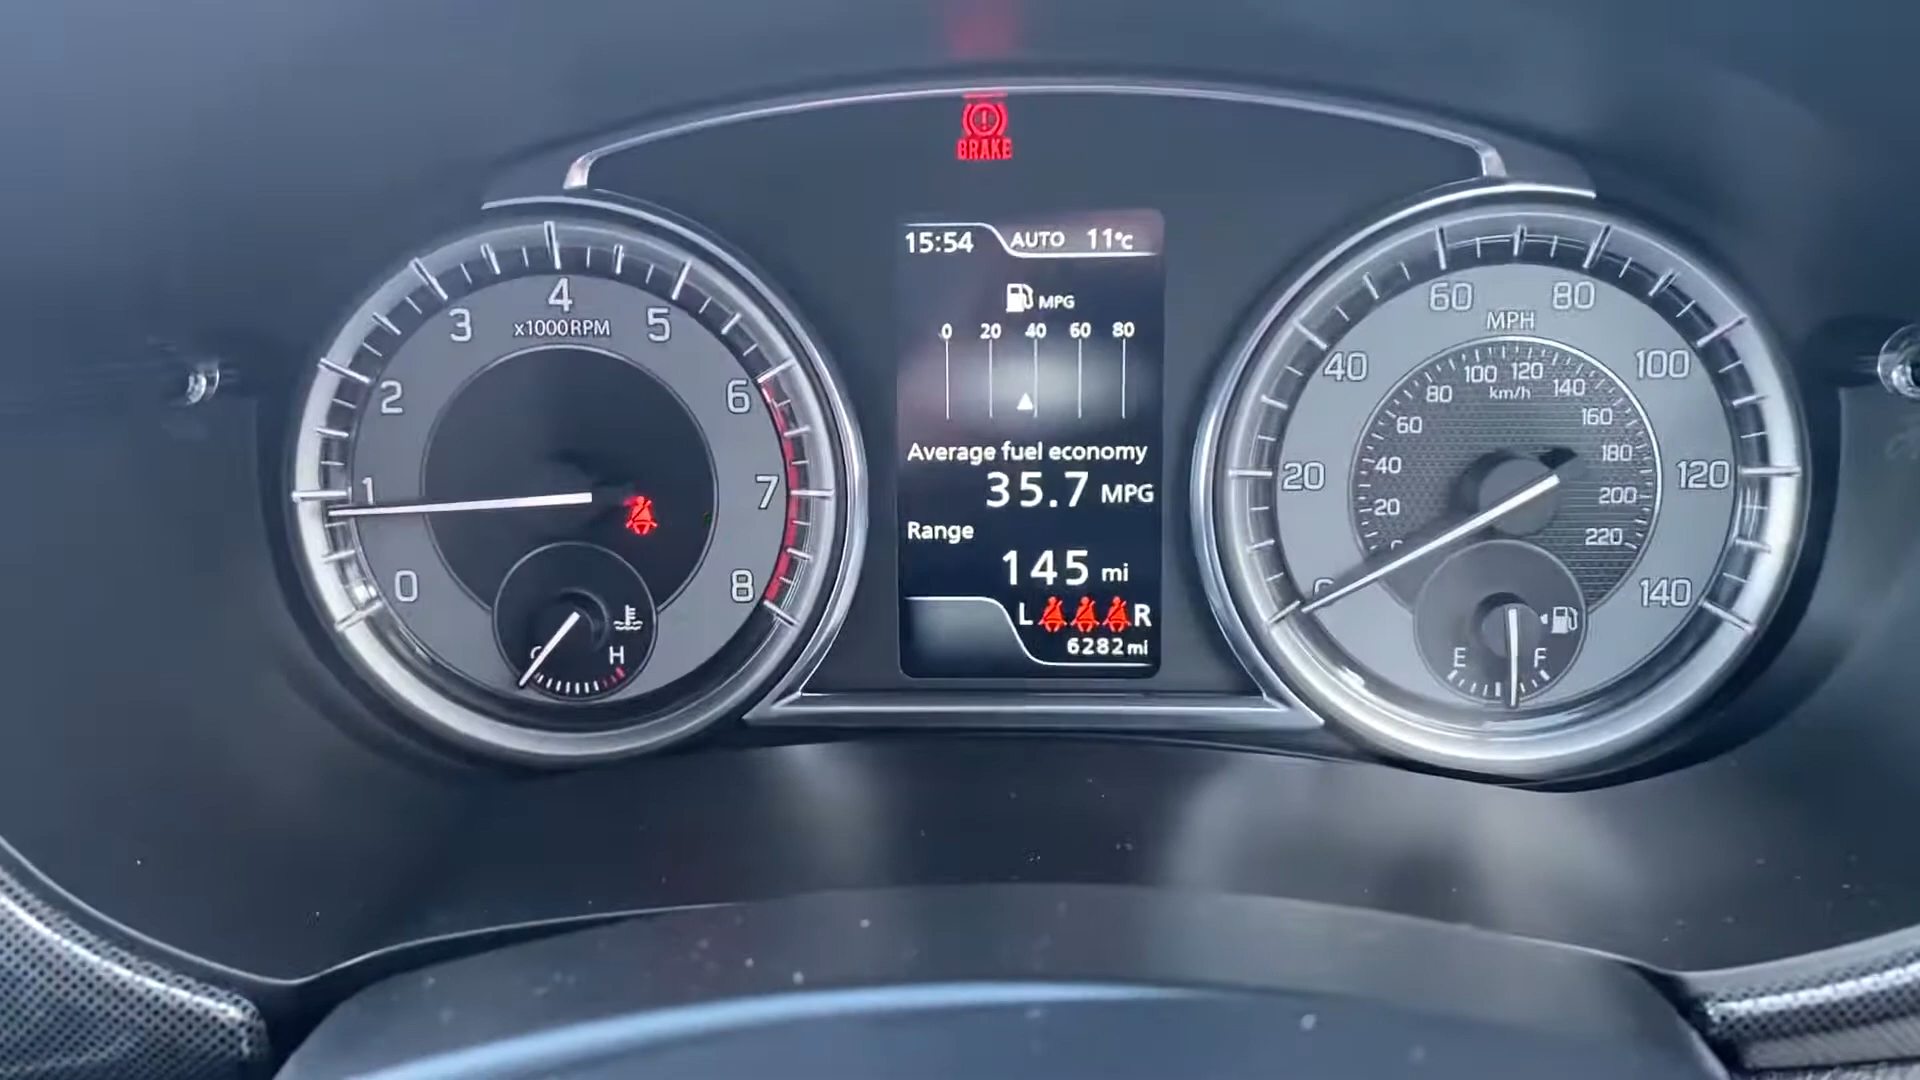 BRAKE
15:54 AUTO 11°C
MPG
0 20 40 60 80
Average fuel economy
35.7 MPG
Range
145 mi
L R
6282 mi
0 1 2 3 4 5 6 7 8
x1000RPM
H
20 40 60 80 100 120 140
MPH
20 40 60 80 100 120 140 160 180 200 220
km/h
E F